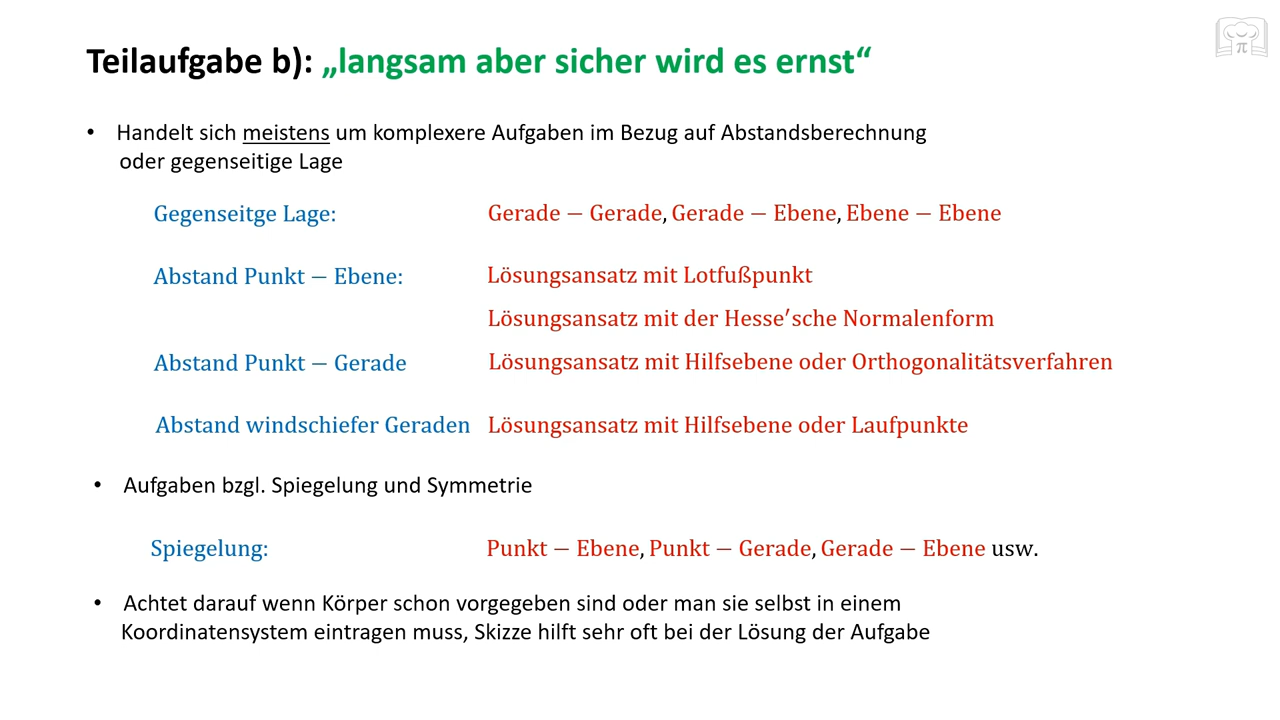 Teilaufgabe b): „langsam aber sicher wird es ernst“
• Handelt sich meistens um komplexere Aufgaben im Bezug auf Abstandsberechnung
oder gegenseitige Lage
Gegenseitge Lage: Gerade − Gerade, Gerade − Ebene, Ebene − Ebene
Abstand Punkt − Ebene: Lösungsansatz mit Lotfußpunkt
Lösungsansatz mit der Hesse′sche Normalenform
Abstand Punkt − Gerade Lösungsansatz mit Hilfsebene oder Orthogonalitätsverfahren
Abstand windschiefer Geraden Lösungsansatz mit Hilfsebene oder Laufpunkte
• Aufgaben bzgl. Spiegelung und Symmetrie
Spiegelung: Punkt − Ebene, Punkt − Gerade, Gerade − Ebene usw.
• Achtet darauf wenn Körper schon vorgegeben sind oder man sie selbst in einem
Koordinatensystem eintragen muss, Skizze hilft sehr oft bei der Lösung der Aufgabe
π